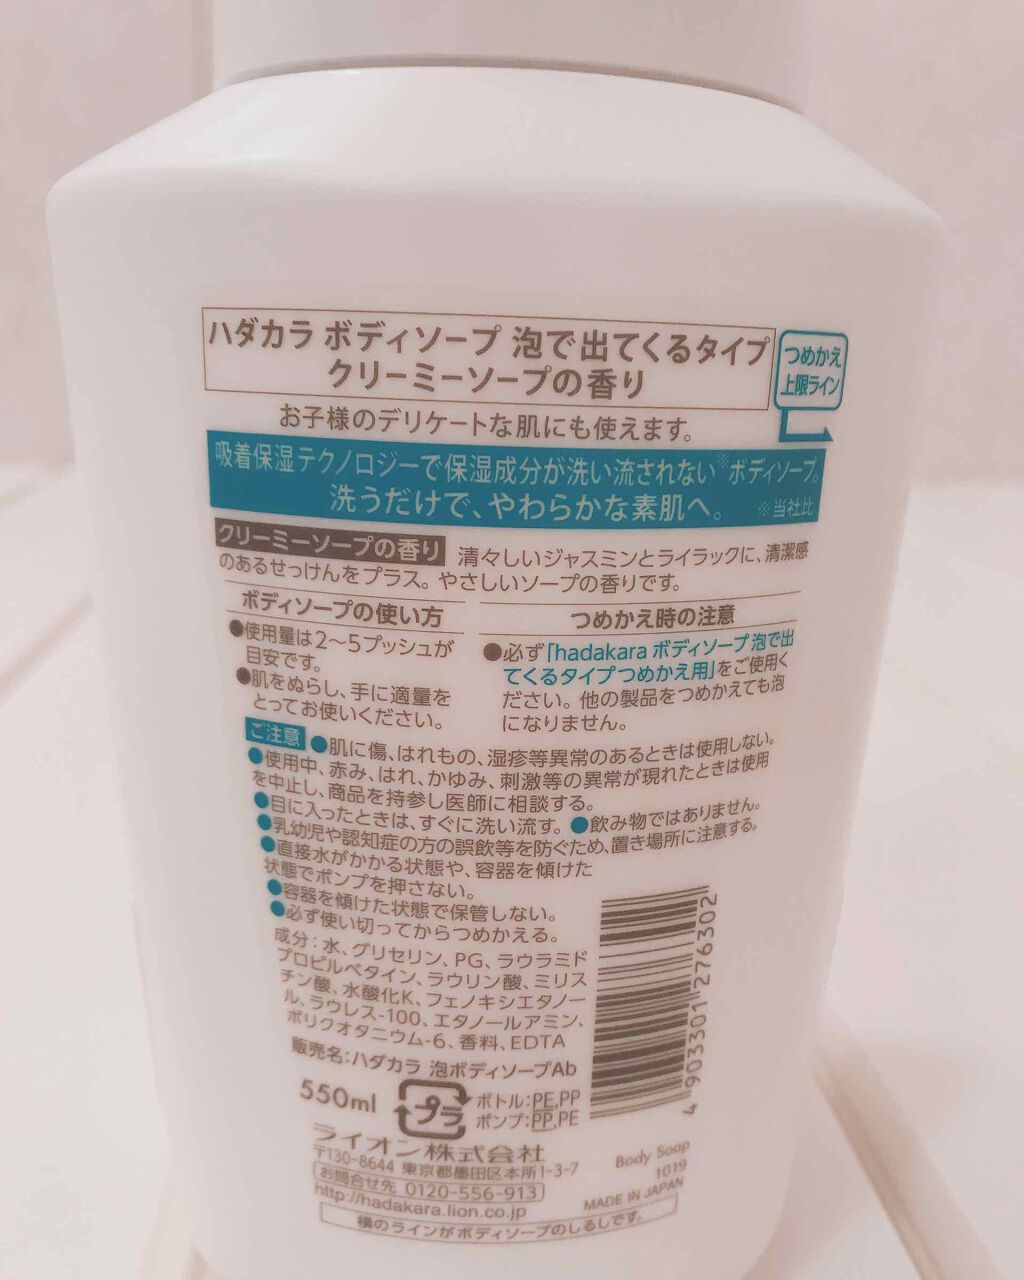 ハダカラ ボディソープ 泡で出てくるタイプ
クリーミーソープの香り
つめかえ
上限ライン
お子様のデリケートな肌にも使えます。
吸着保湿テクノロジーで保湿成分が洗い流されない※ボディソープ。
洗うだけで、やわらかな素肌へ。 ※当社比
クリーミーソープの香り 清々しいジャスミンとライラックに、清潔感
のあるせっけんをプラス。やさしいソープの香りです。
ボディソープの使い方
●使用量は2〜5プッシュが
目安です。
●肌をぬらし、手に適量を
とってお使いください。
つめかえ時の注意
●必ず「hadakara ボディソープ 泡で出
てくるタイプ つめかえ用」をご使用く
ださい。他の製品をつめかえても泡
になりません。
ご注意 ●肌に傷、はれもの、湿疹等異常のあるときは使用しない。
●使用中、赤み、はれ、かゆみ、刺激等の異常が現れたときは使用
を中止し、商品を持参し医師に相談する。
●目に入ったときは、すぐに洗い流す。●飲み物ではありません。
●乳幼児や認知症の方の誤飲等を防ぐため、置き場所に注意する。
●直接水がかかる状態や、容器を傾けた
状態でポンプを押さない。
●容器を傾けた状態で保管しない。
●必ず使い切ってからつめかえる。
成分：水、グリセリン、PG、ラウラミド
プロピルベタイン、ラウリン酸、ミリス
チン酸、水酸化K、フェノキシエタノー
ル、ラウレス-100、エタノールアミン、
ポリクオタニウム-6、香料、EDTA
販売名：ハダカラ 泡ボディソープAb
550ml
プラ
ボトル：PE,PP
ポンプ：PP,PE
ライオン株式会社
〒130-8644 東京都墨田区本所1-3-7
お問合せ先 0120-556-913
http://hadakara.lion.co.jp
横のラインがボディソープのしるしです。
4 903301 276302
Body Soap
1019
MADE IN JAPAN